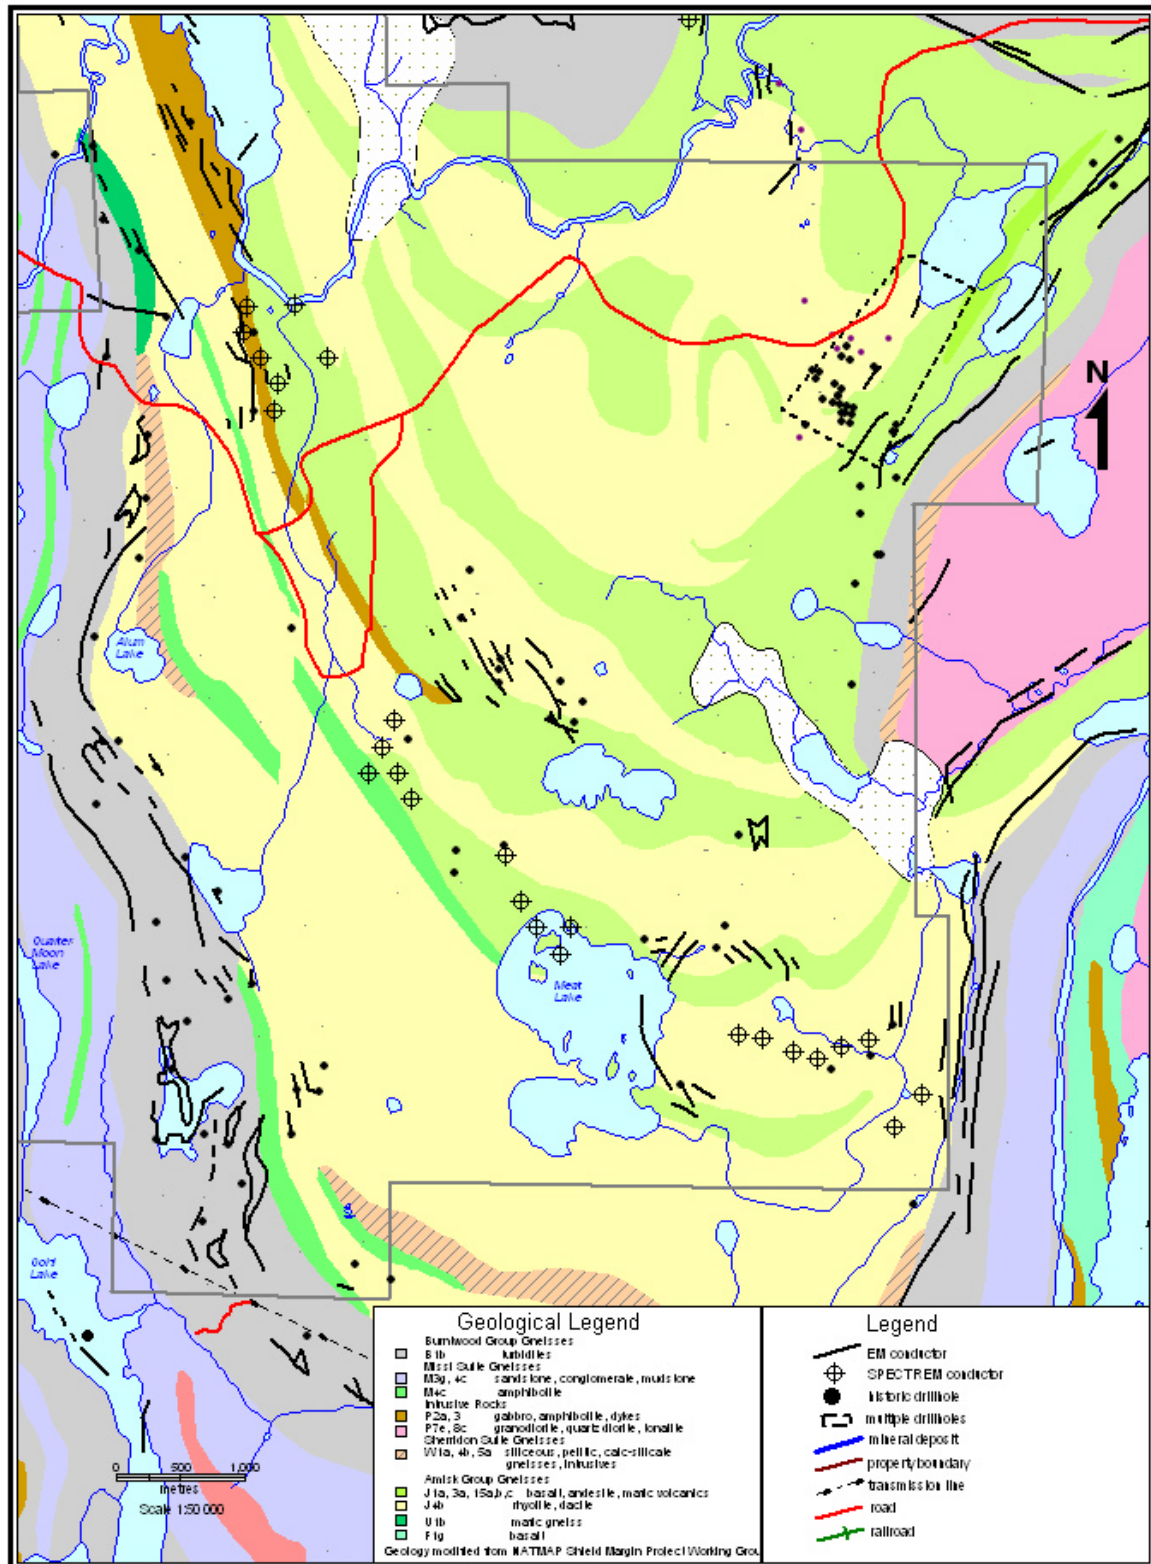 N
Alum
Lake
Quarter
Moon
Lake
Meat
Lake
Gold
Lake
0 500 1,000
metres
Scale 1:50 000
Geological Legend
Burntwood Group Gneisses
B1b turbidites
Missi Suite Gneisses
M3g, 4c sandstone, conglomerate, mudstone
M4c amphibolite
Intrusive Rocks
P2a, 3 gabbro, amphibolite, dykes
P7e, 8c granodiorite, quartz diorite, tonalite
Sherridon Suite Gneisses
W1a, 4b, 5a siliceous, pelitic, calc-silicate
gneisses, intrusives
Amisk Group Gneisses
J1a, 3a, 15a,b,c basalt, andesite, mafic volcanics
J4b rhyolite, dacite
U1b mafic gneiss
F1g basalt
Geology modified from NATMAP Shield Margin Project Working Grou
Legend
EM conductor
SPECTREM conductor
historic drillhole
multiple drillholes
mineral deposit
property boundary
transmission line
road
railroad